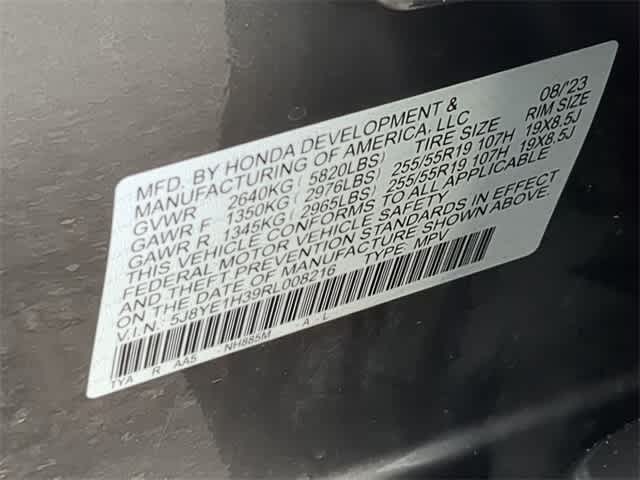 MFD. BY HONDA DEVELOPMENT & 08/'23
MANUFACTURING OF AMERICA, LLC
TIRE SIZE RIM SIZE
GVWR 2640KG ( 5820LBS)
GAWR F 1350KG ( 2976LBS) 255/55R19 107H 19X8.5J
GAWR R 1345KG ( 2965LBS) 255/55R19 107H 19X8.5J
THIS VEHICLE CONFORMS TO ALL APPLICABLE
FEDERAL MOTOR VEHICLE SAFETY
AND THEFT PREVENTION STANDARDS IN EFFECT
ON THE DATE OF MANUFACTURE SHOWN ABOVE.
V.I.N.: 5J8YE1H39RL008216 TYPE: MPV
TYA R AA5 NH885M -A -L